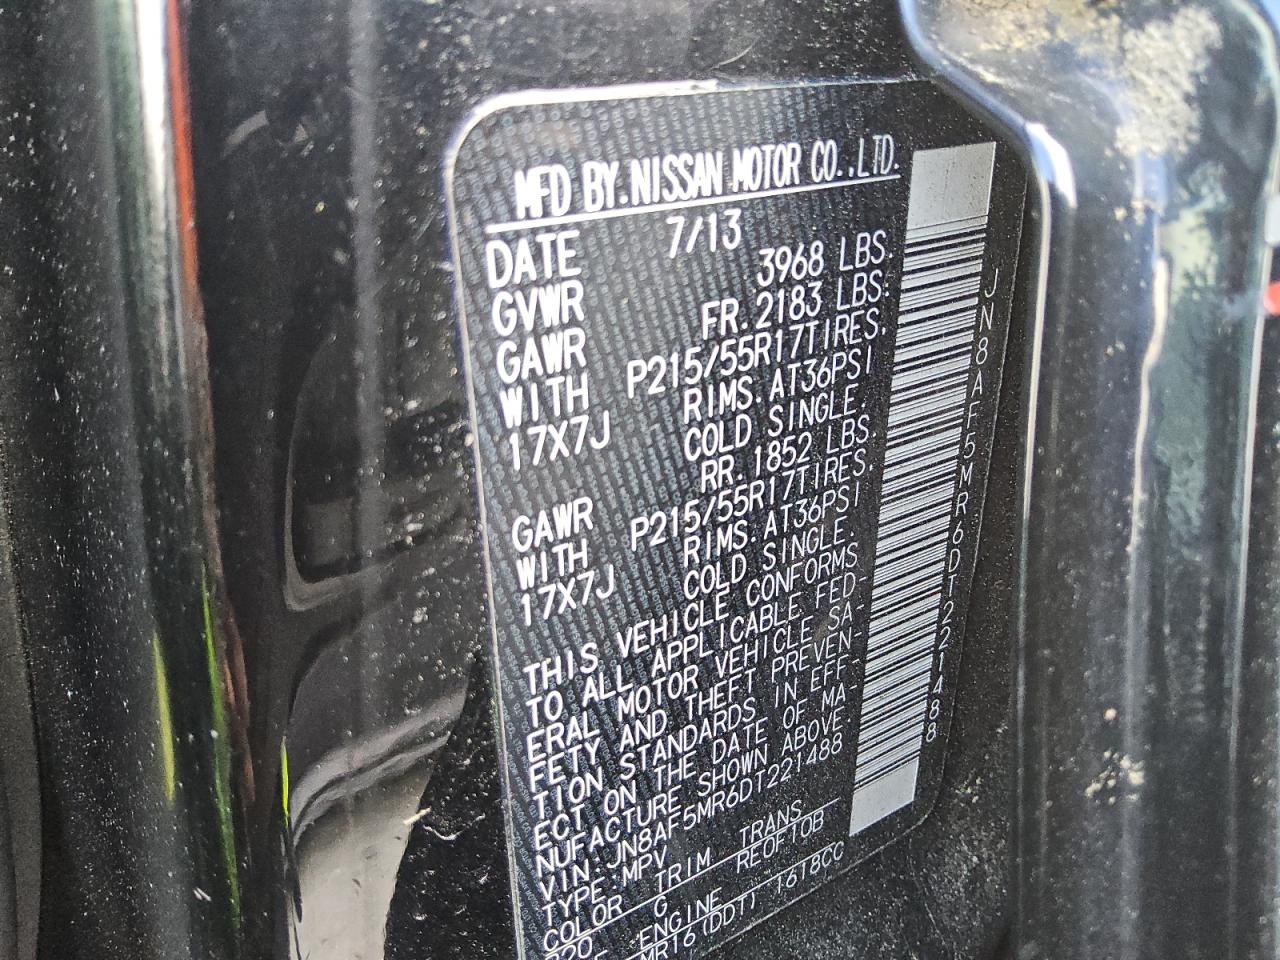 MFD BY.NISSAN MOTOR CO.,LTD.
DATE 7/13
GVWR 3968 LBS.
GAWR FR. 2183 LBS.
WITH P215/55R17TIRES.
17X7J RIMS. AT36PSI
COLD SINGLE.
GAWR RR. 1852 LBS.
WITH P215/55R17TIRES.
17X7J RIMS. AT36PSI
COLD SINGLE.
THIS VEHICLE CONFORMS
TO ALL APPLICABLE FED-
ERAL MOTOR VEHICLE SA-
FETY AND THEFT PREVEN-
TION STANDARDS IN EFF-
ECT ON THE DATE OF MA
NUFACTURE SHOWN ABOVE.
VIN:JN8AF5MR6DT221488
TYPE:MPV
COLOR TRIM TRANS
G RE0F10B
ENGINE
MR16(DDT) 1618CC
JN8AF5MR6DT221488